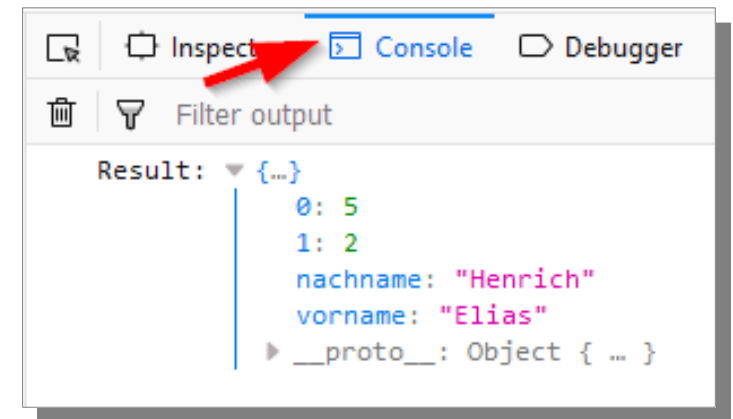 Inspect Console Debugger
Filter output
Result: {…}
0: 5
1: 2
nachname: "Henrich"
vorname: "Elias"
__proto__: Object { … }